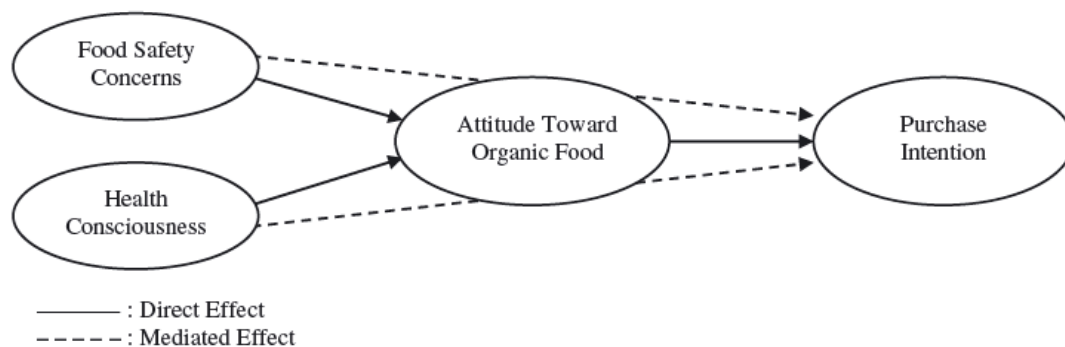 Food Safety
Concerns
Attitude Toward
Organic Food
Purchase
Intention
Health
Consciousness
: Direct Effect
: Mediated Effect